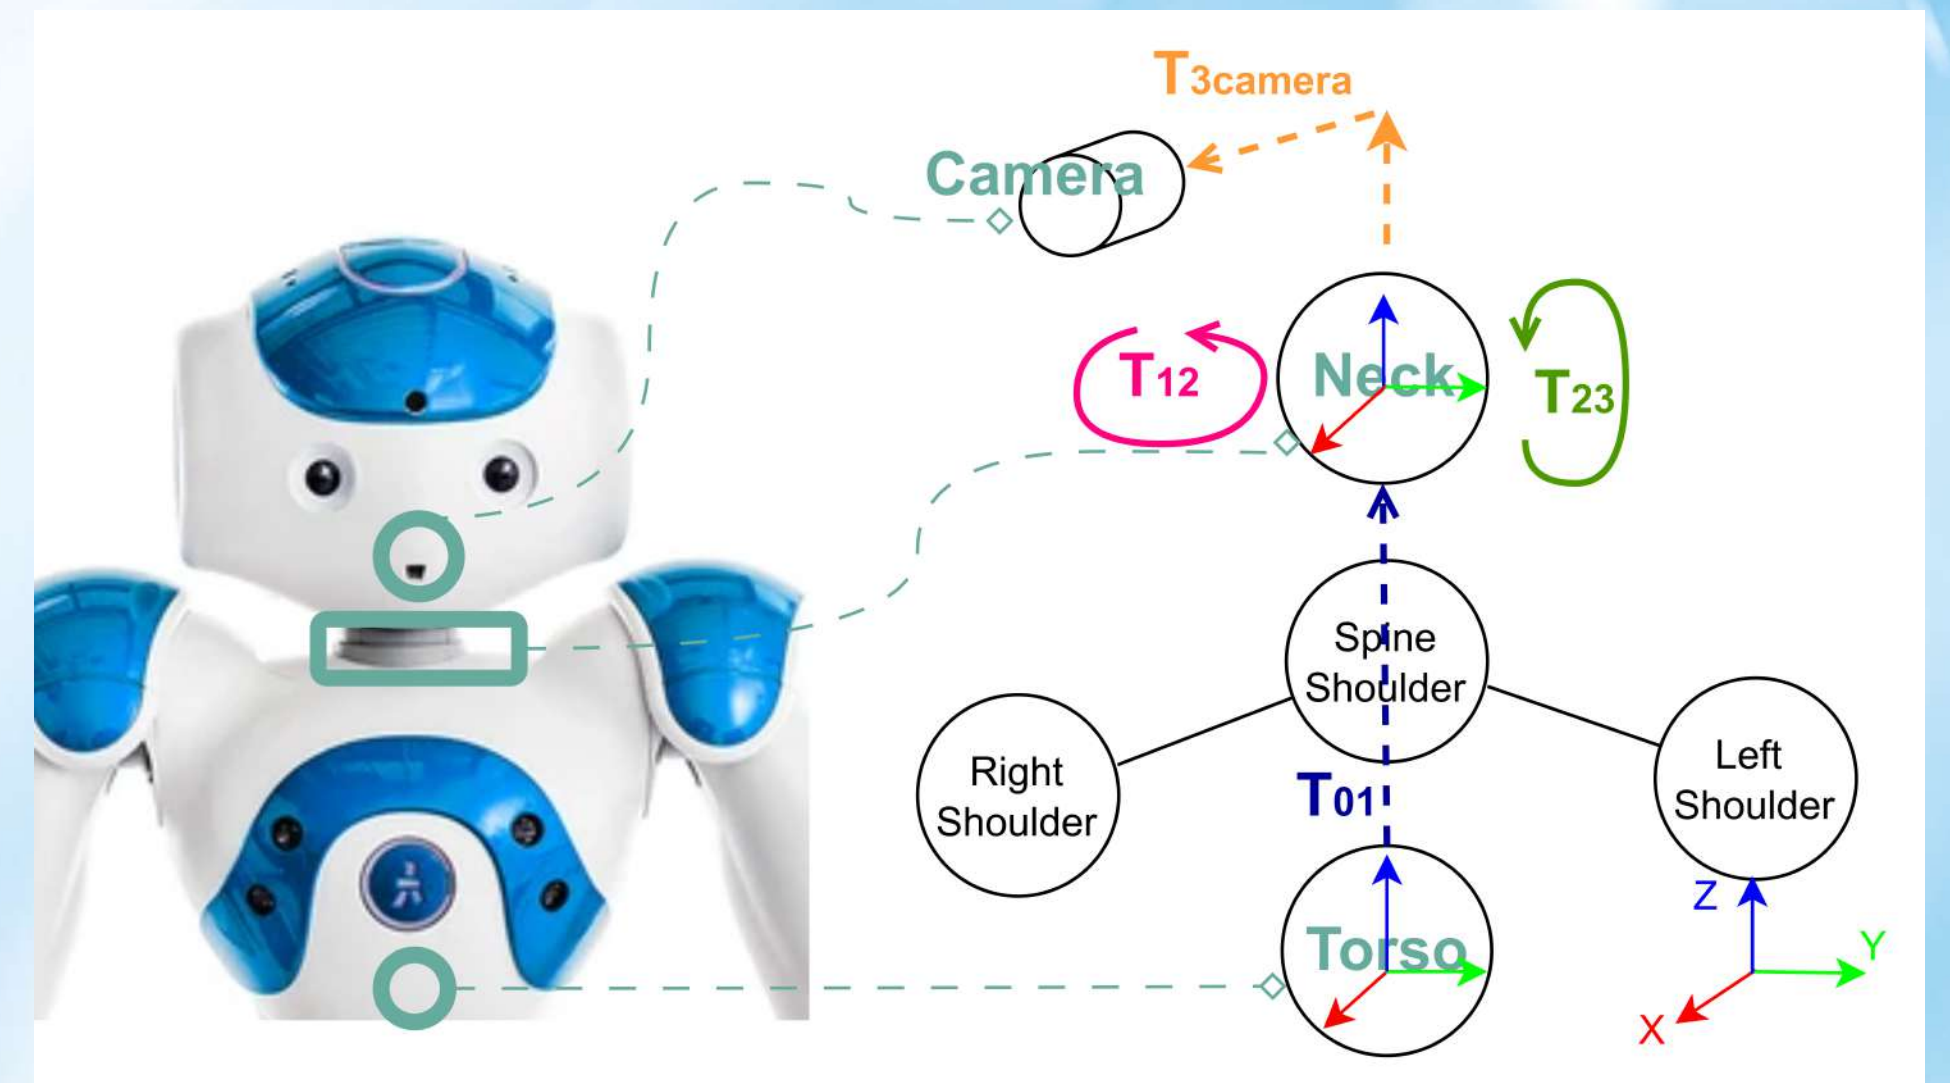 T3camera
Camera
T12
Neck
T23
Spine
Shoulder
Right
Shoulder
T01
Left
Shoulder
Torso
Z
Y
X